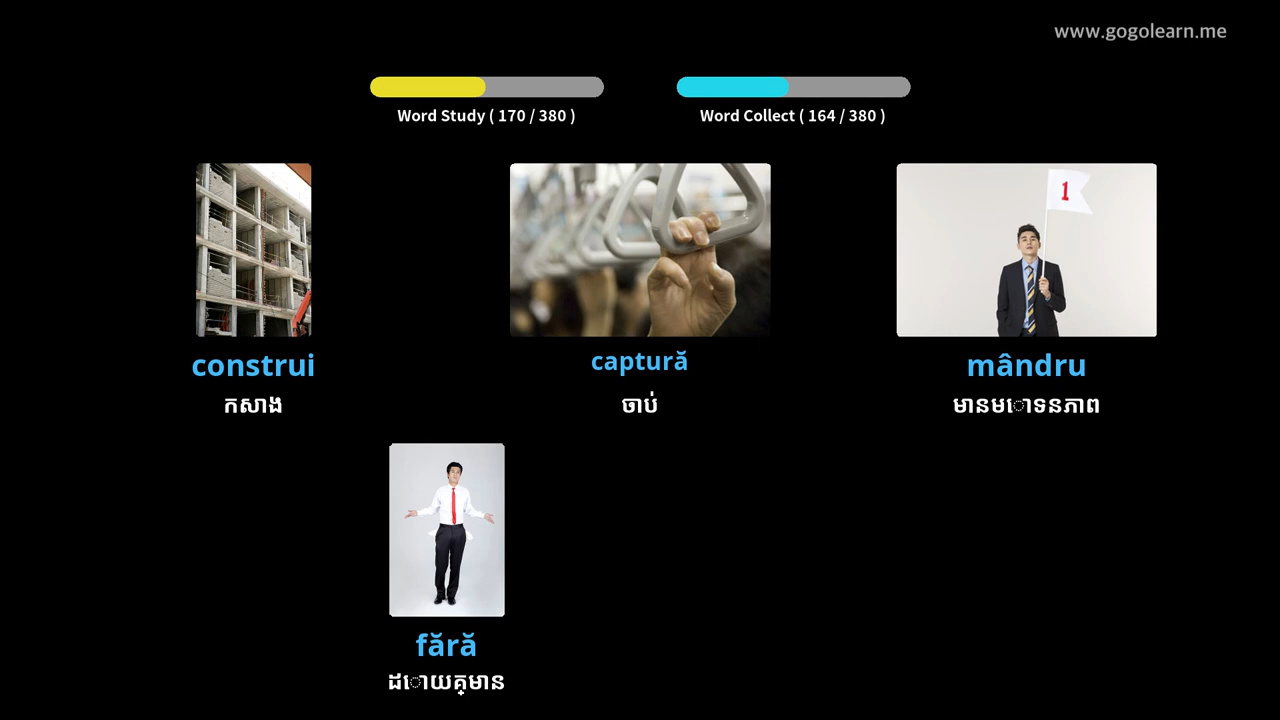 www.gogolearn.me
Word Study ( 170 / 380 )
Word Collect ( 164 / 380 )
1
construi
captură
mândru
កសាង
ចាប់
មានមោទនភាព
fără
ដោយគ្មាន